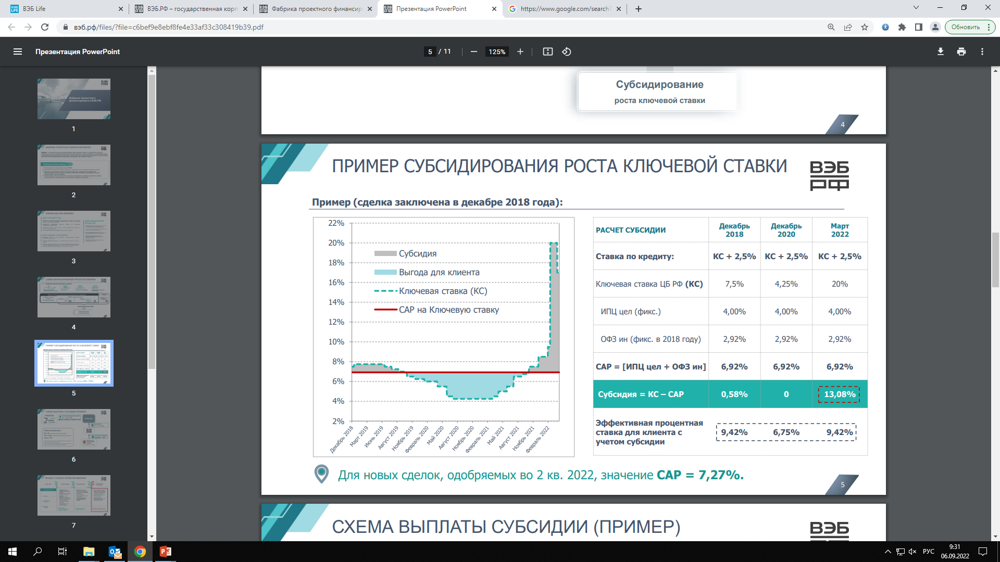 ВЭБ Life
ВЭБ.РФ – государственная корп
Фабрика проектного финансир
Презентация PowerPoint
https://www.google.com/search?
вэб.рф/files/?file=c6bef9e8ebf8fe4e33af33c308419b39.pdf
Обновить
Презентация PowerPoint
5 / 11
125%
1
2
3
4
5
6
7
Субсидирование
роста ключевой ставки
4
ПРИМЕР СУБСИДИРОВАНИЯ РОСТА КЛЮЧЕВОЙ СТАВКИ
ВЭБ
РФ
Пример (сделка заключена в декабре 2018 года):
22%
20%
18%
16%
14%
12%
10%
8%
6%
4%
2%
Субсидия
Выгода для клиента
Ключевая ставка (КС)
САР на Ключевую ставку
Декабрь 2018
Март 2019
Июнь 2019
Август 2019
Ноябрь 2019
Февраль 2020
Май 2020
Август 2020
Ноябрь 2020
Февраль 2021
Май 2021
Август 2021
Ноябрь 2021
Февраль 2022
РАСЧЕТ СУБСИДИИ Декабрь 2018 Декабрь 2020 Март 2022
Ставка по кредиту: КС + 2,5% КС + 2,5% КС + 2,5%
Ключевая ставка ЦБ РФ (КС) 7,5% 4,25% 20%
ИПЦ цел (фикс.) 4,00% 4,00% 4,00%
ОФЗ ин (фикс. в 2018 году) 2,92% 2,92% 2,92%
САР = [ИПЦ цел + ОФЗ ин] 6,92% 6,92% 6,92%
Субсидия = КС – САР 0,58% 0 13,08%
Эффективная процентная
ставка для клиента с 9,42% 6,75% 9,42%
учетом субсидии
Для новых сделок, одобряемых во 2 кв. 2022, значение САР = 7,27%.
5
СХЕМА ВЫПЛАТЫ СУБСИДИИ (ПРИМЕР)
ВЭБ
РУС
9:31
06.09.2022